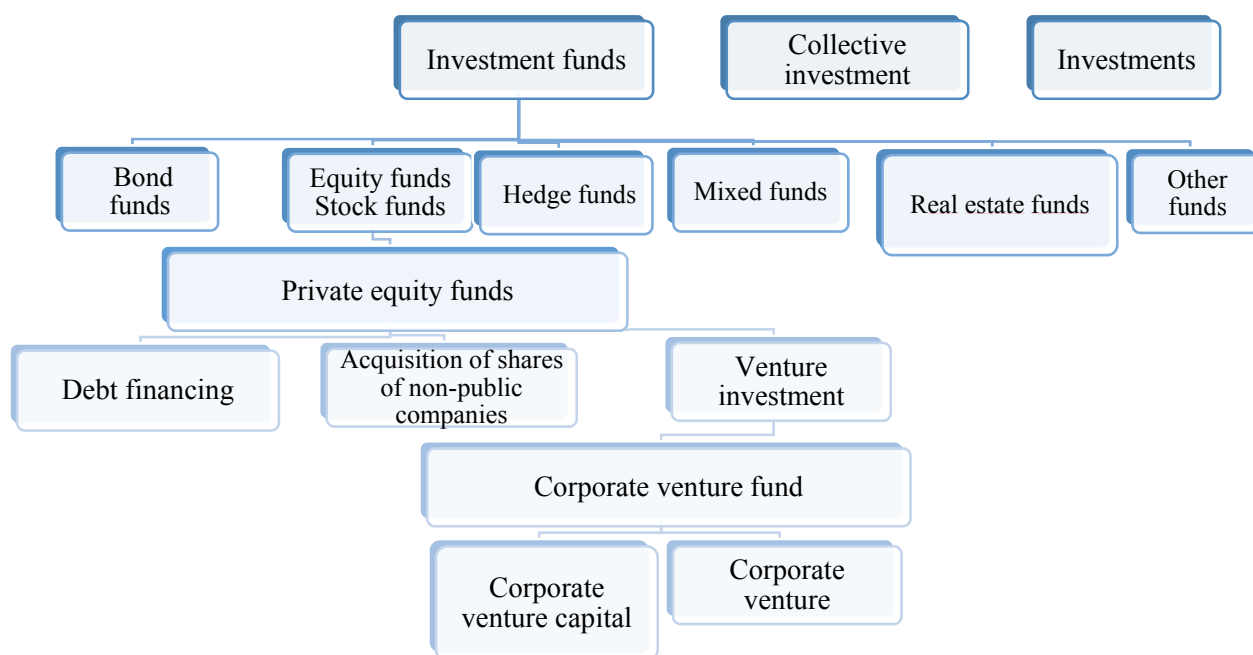 Investment funds
Collective
investment
Investments
Bond
funds
Equity funds
Stock funds
Hedge funds
Mixed funds
Real estate funds
Other
funds
Private equity funds
Debt financing
Acquisition of shares
of non-public
companies
Venture
investment
Corporate venture fund
Corporate
venture capital
Corporate
venture